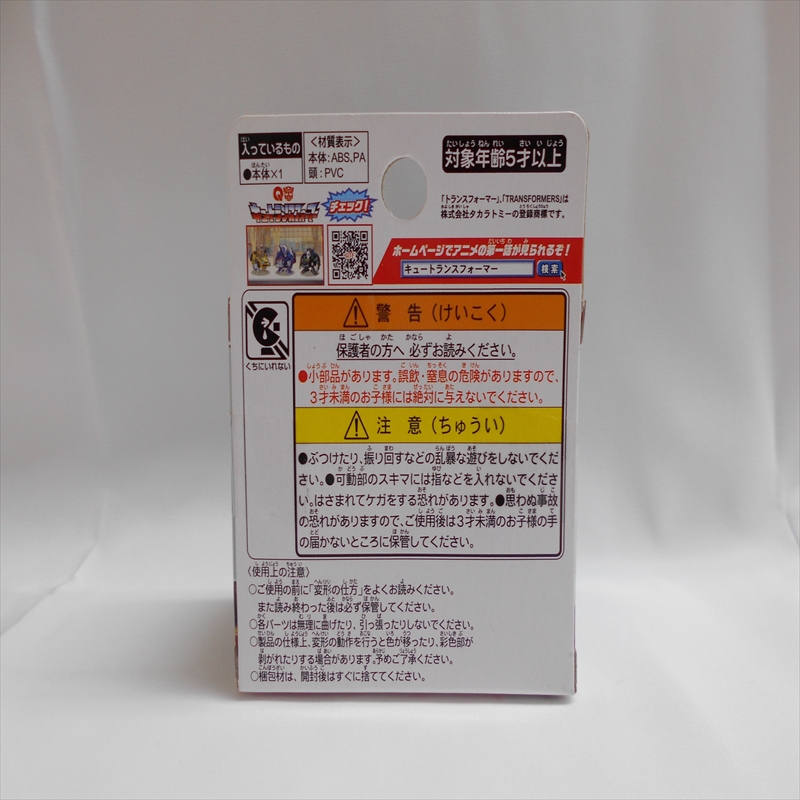 入っているもの
●本体×1
〈材質表示〉
本体:ABS,PA
頭:PVC
対象年齢5才以上
「トランスフォーマー」、「TRANSFORMERS」は
株式会社タカラトミーの登録商標です。
キュートランスフォーマー
チェック!
ホームページでアニメの第一話が見られるぞ!
キュートランスフォーマー 検索
くちにいれない
警告(けいこく)
保護者の方へ 必ずお読みください。
●小部品があります。誤飲・窒息の危険がありますので、
3才未満のお子様には絶対に与えないでください。
注意(ちゅうい)
●ぶつけたり、振り回すなどの乱暴な遊びをしないでくだ
さい。●可動部のスキマには指などを入れないでくださ
い。はさまれてケガをする恐れがあります。●思わぬ事故
の恐れがありますので、ご使用後は3才未満のお子様の手
の届かないところに保管してください。
〈使用上の注意〉
○ご使用の前に「変形の仕方」をよくお読みください。
また読み終わった後は必ず保管してください。
○各パーツは無理に曲げたり、引っ張ったりしないでください。
○製品の仕様上、変形の動作を行うと色が移ったり、彩色部が
剥がれたりする場合があります。予めご了承ください。
○梱包材は、開封後はすぐに捨ててください。